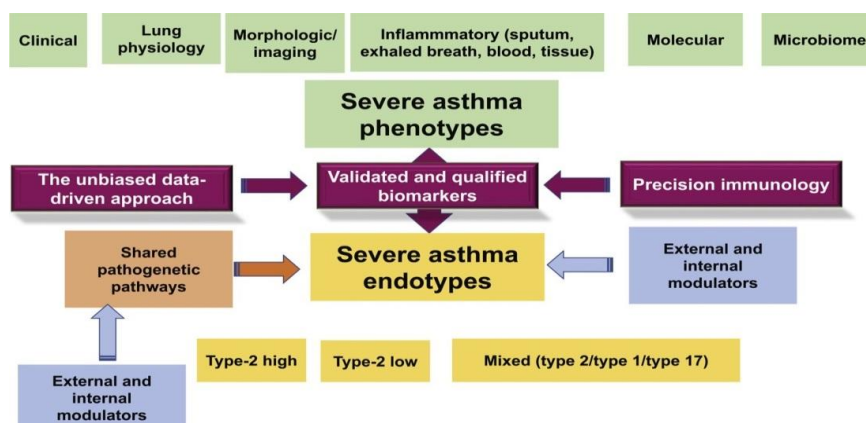 Clinical
Lung
physiology
Morphologic/
imaging
Inflammmatory (sputum,
exhaled breath, blood, tissue)
Molecular
Microbiome
Severe asthma
phenotypes
The unbiased data-
driven approach
Validated and qualified
biomarkers
Precision immunology
Shared
pathogenetic
pathways
Severe asthma
endotypes
External and
internal
modulators
Type-2 high
Type-2 low
Mixed (type 2/type 1/type 17)
External and
internal
modulators